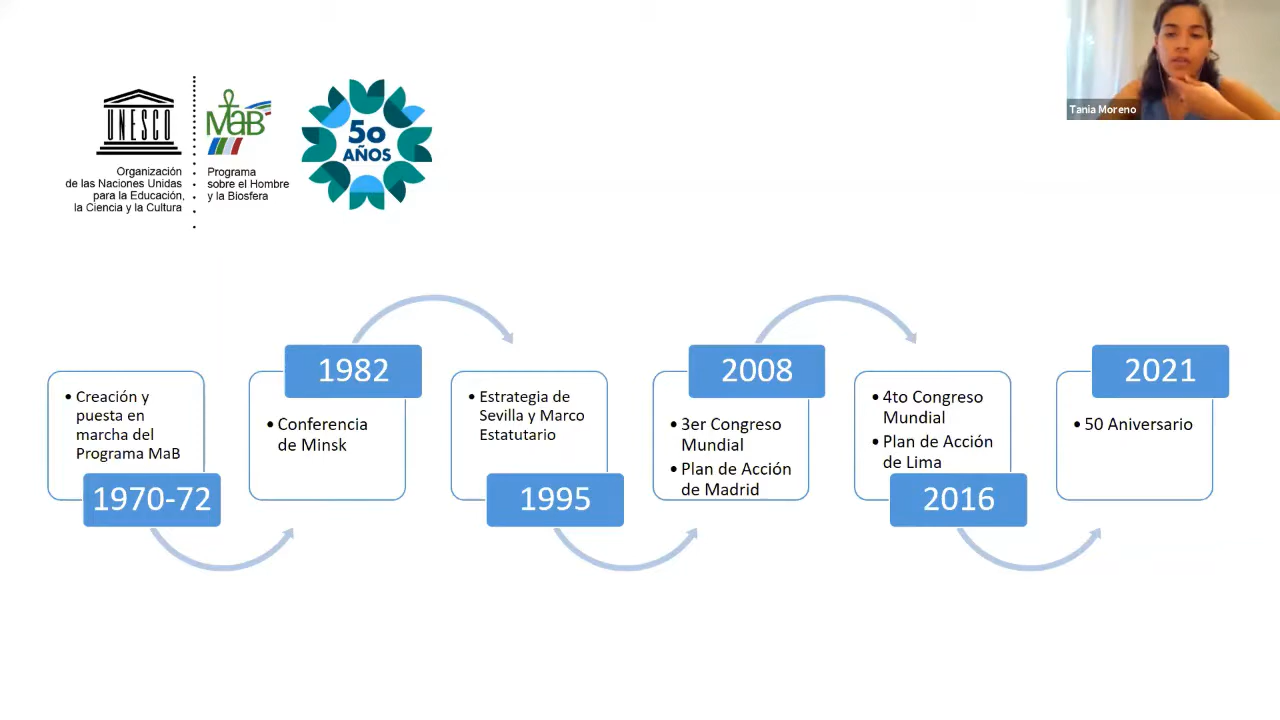 UNESCO
Organización
de las Naciones Unidas
para la Educación,
la Ciencia y la Cultura
MaB
Programa
sobre el Hombre
y la Biosfera
50
AÑOS
Tania Moreno
• Creación y
puesta en
marcha del
Programa MaB
1970-72
1982
• Conferencia
de Minsk
• Estrategia de
Sevilla y Marco
Estatutario
1995
2008
• 3er Congreso
Mundial
• Plan de Acción
de Madrid
• 4to Congreso
Mundial
• Plan de Acción
de Lima
2016
2021
• 50 Aniversario